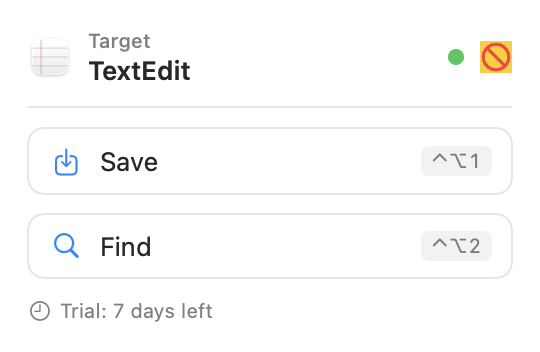 Target
TextEdit
Save ⌃⌥1
Find ⌃⌥2
Trial: 7 days left